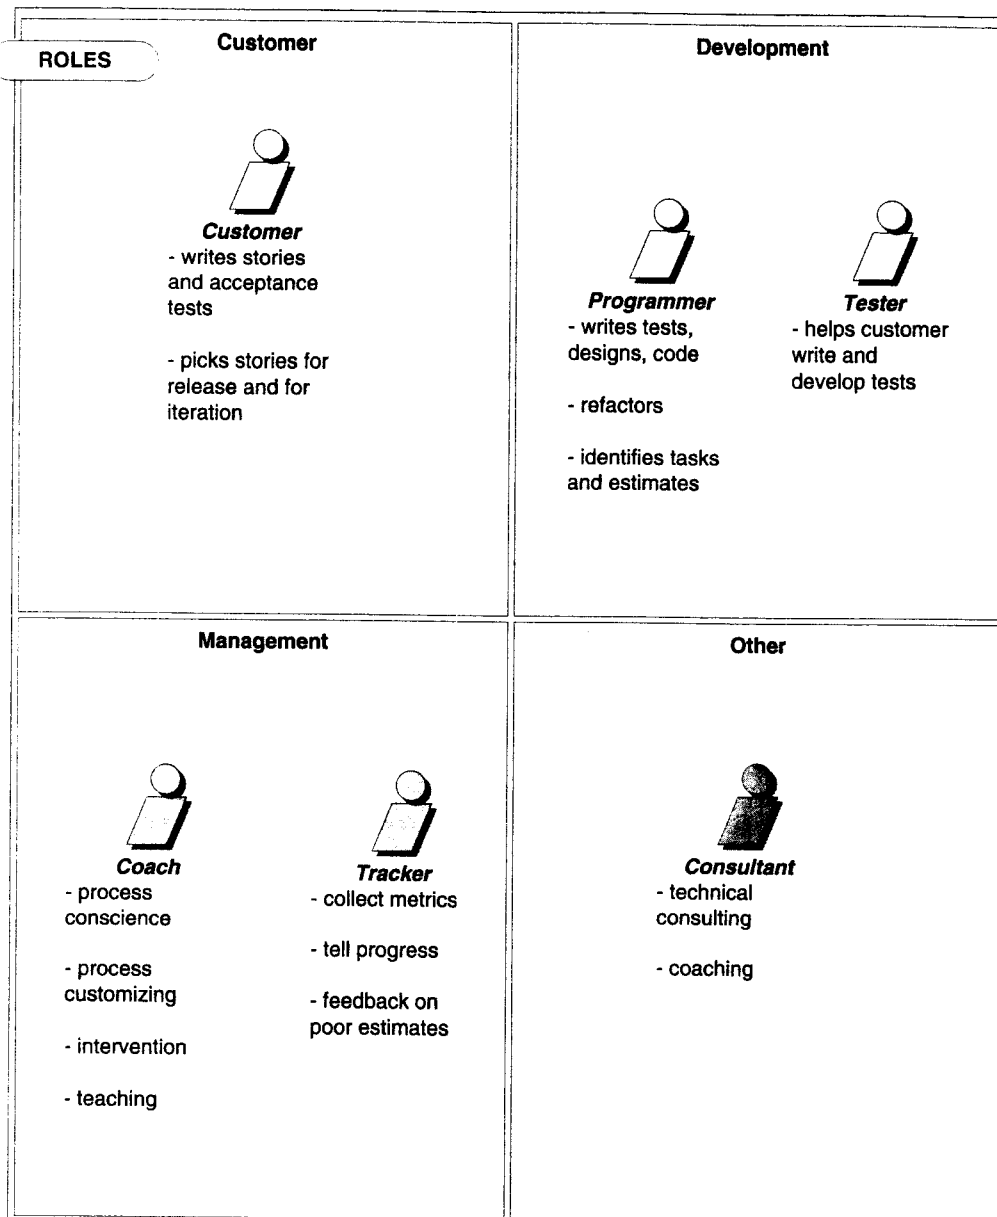 ROLES
Customer
Customer
- writes stories
and acceptance
tests
- picks stories for
release and for
iteration
Development
Programmer
- writes tests,
designs, code
- refactors
- identifies tasks
and estimates
Tester
- helps customer
write and
develop tests
Management
Coach
- process
conscience
- process
customizing
- intervention
- teaching
Tracker
- collect metrics
- tell progress
- feedback on
poor estimates
Other
Consultant
- technical
consulting
- coaching